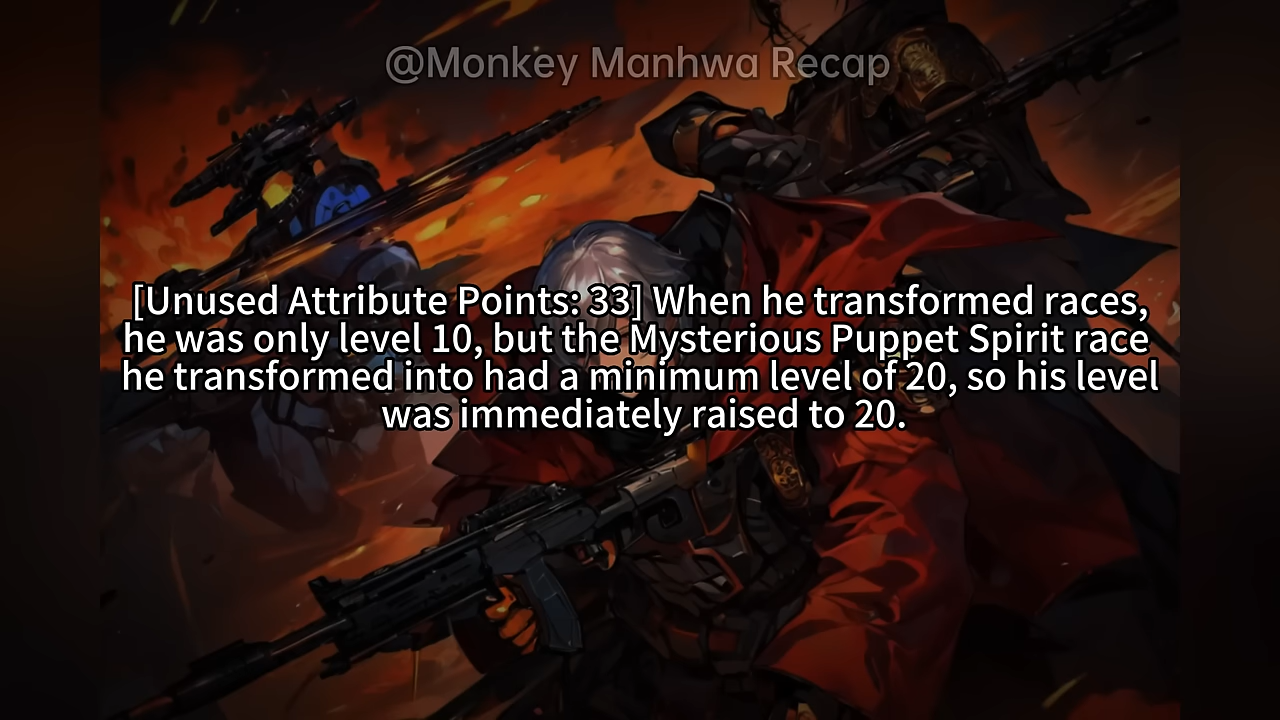 @Monkey Manhwa Recap
[Unused Attribute Points: 33] When he transformed races,
he was only level 10, but the Mysterious Puppet Spirit race
he transformed into had a minimum level of 20, so his level
was immediately raised to 20.